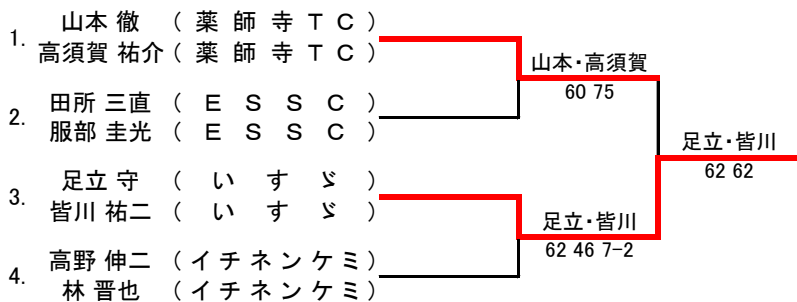 1. 山本 徹 (薬師寺TC)
高須賀 祐介 (薬師寺TC)
山本・高須賀
60 75
2. 田所 三直 (ESSC)
服部 圭光 (ESSC)
足立・皆川
62 62
3. 足立 守 (いすゞ)
皆川 祐二 (いすゞ)
足立・皆川
62 46 7-2
4. 高野 伸二 (イチネンケミ)
林 晋也 (イチネンケミ)